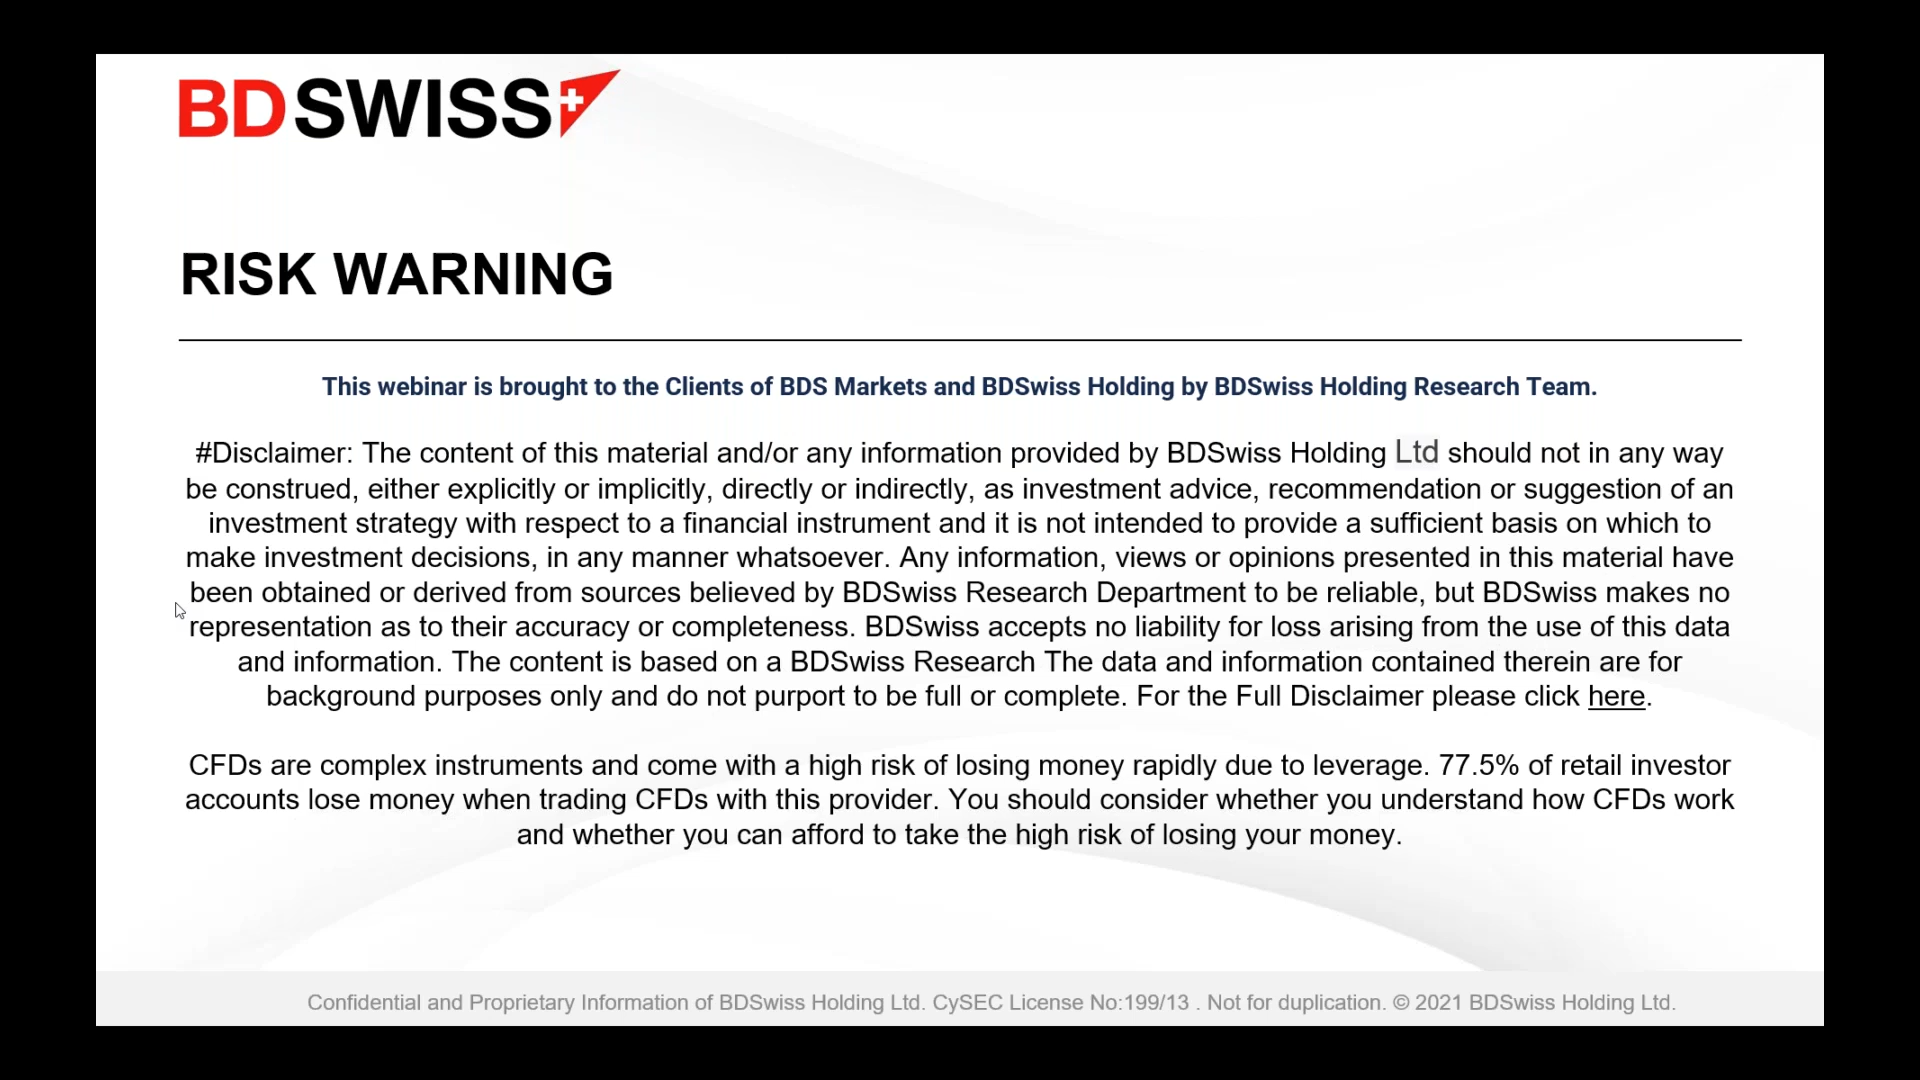 BDSWISS
RISK WARNING
This webinar is brought to the Clients of BDS Markets and BDSwiss Holding by BDSwiss Holding Research Team.
#Disclaimer: The content of this material and/or any information provided by BDSwiss Holding Ltd should not in any way
be construed, either explicitly or implicitly, directly or indirectly, as investment advice, recommendation or suggestion of an
investment strategy with respect to a financial instrument and it is not intended to provide a sufficient basis on which to
make investment decisions, in any manner whatsoever. Any information, views or opinions presented in this material have
been obtained or derived from sources believed by BDSwiss Research Department to be reliable, but BDSwiss makes no
representation as to their accuracy or completeness. BDSwiss accepts no liability for loss arising from the use of this data
and information. The content is based on a BDSwiss Research The data and information contained therein are for
background purposes only and do not purport to be full or complete. For the Full Disclaimer please click here.
CFDs are complex instruments and come with a high risk of losing money rapidly due to leverage. 77.5% of retail investor
accounts lose money when trading CFDs with this provider. You should consider whether you understand how CFDs work
and whether you can afford to take the high risk of losing your money.
Confidential and Proprietary Information of BDSwiss Holding Ltd. CySEC License No:199/13 . Not for duplication. © 2021 BDSwiss Holding Ltd.